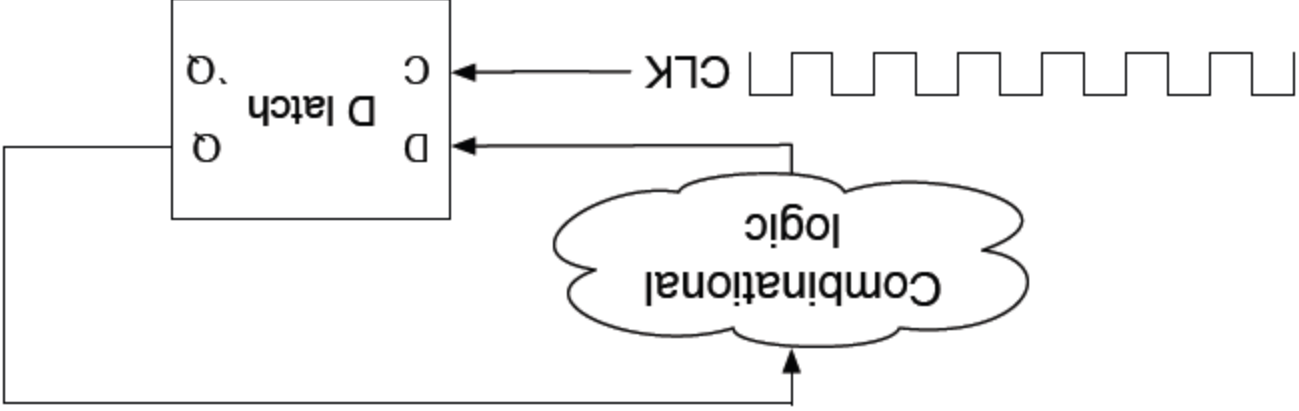 Combinational
logic
D
Q
D latch
CLK
C
Q`